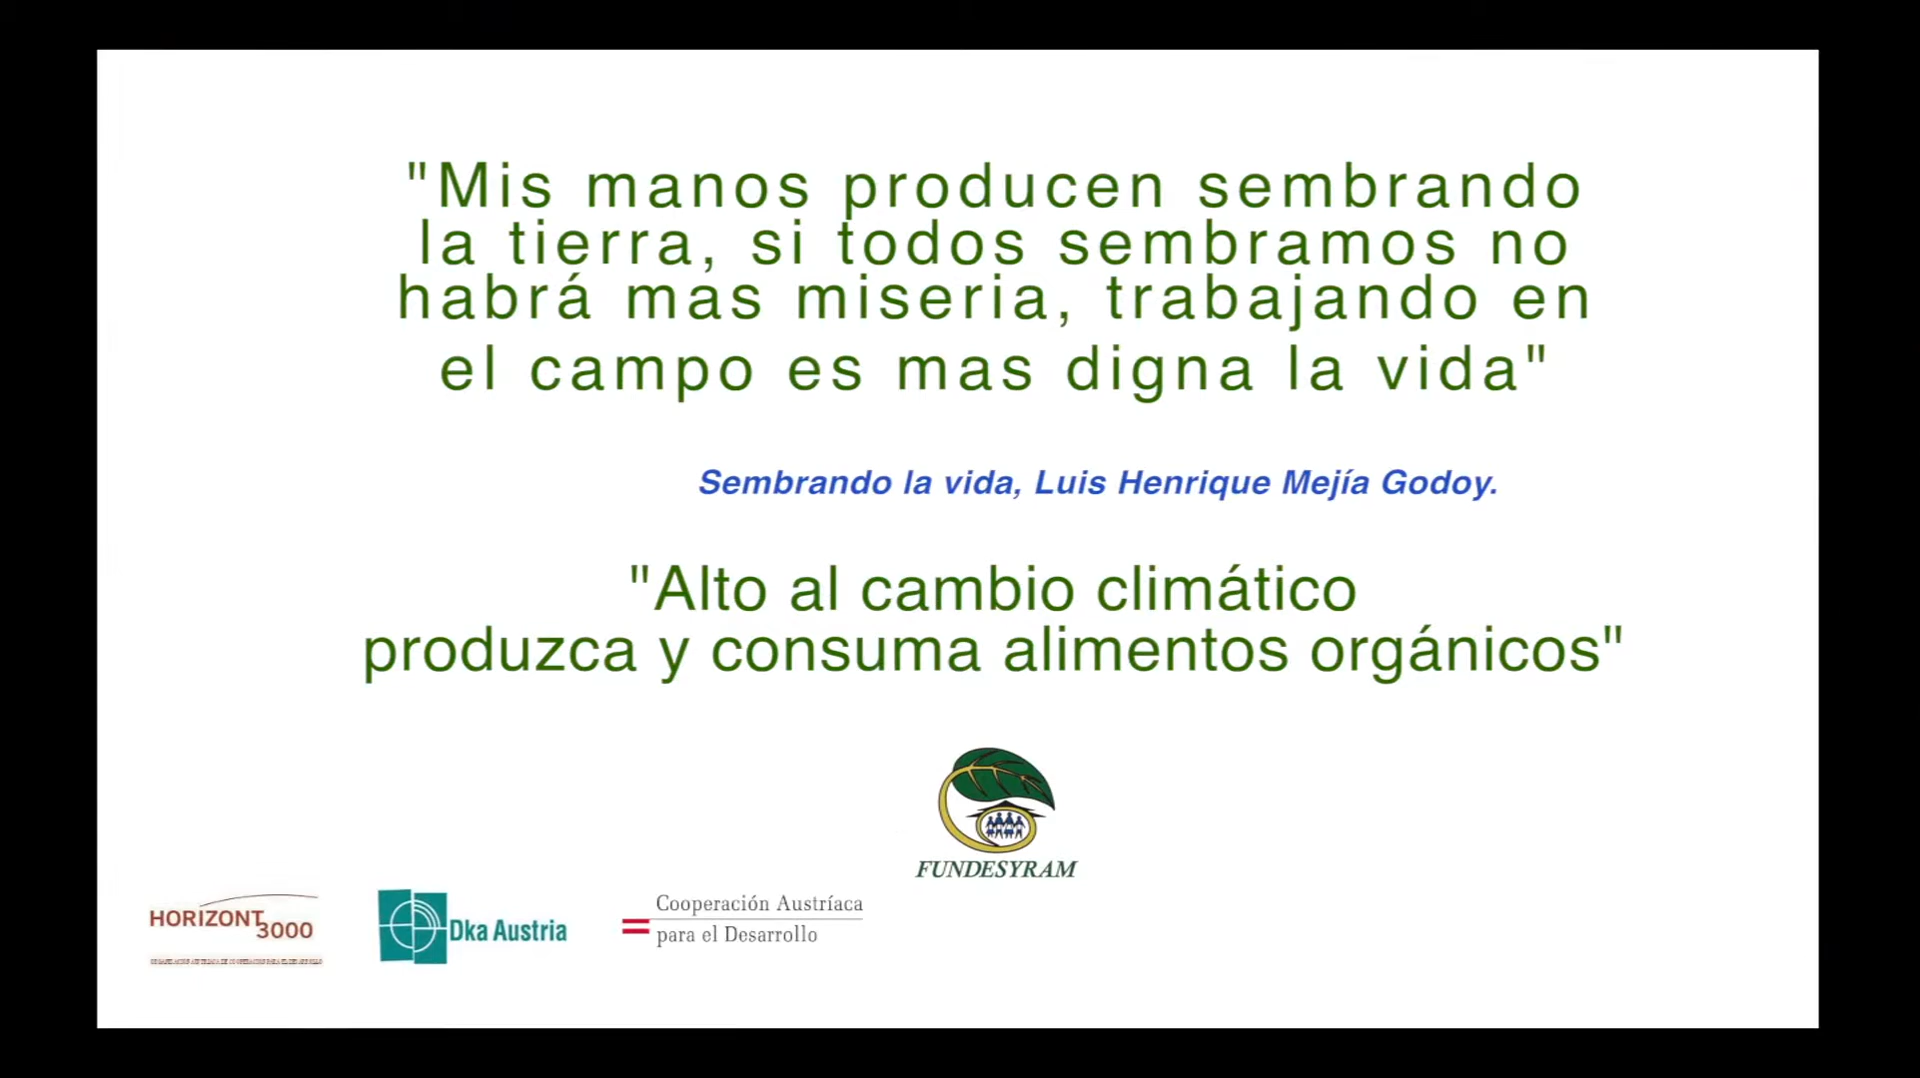 "Mis manos producen sembrando
la tierra, si todos sembramos no
habrá mas miseria, trabajando en
el campo es mas digna la vida"
Sembrando la vida, Luis Henrique Mejía Godoy.
"Alto al cambio climático
produzca y consuma alimentos orgánicos"
FUNDESYRAM
HORIZONT
3000
Dka Austria
Cooperación Austríaca
para el Desarrollo